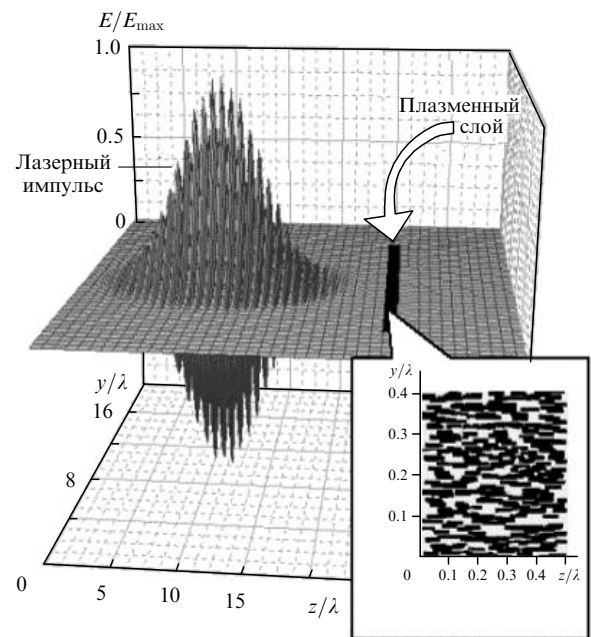 E/E_max
1.0
0.5
0
Лазерный
импульс
Плазменный
слой
y/λ
16
8
0
5
10
15
z/λ
y/λ
0.4
0.3
0.2
0.1
0
0.1
0.2
0.3
0.4
z/λ